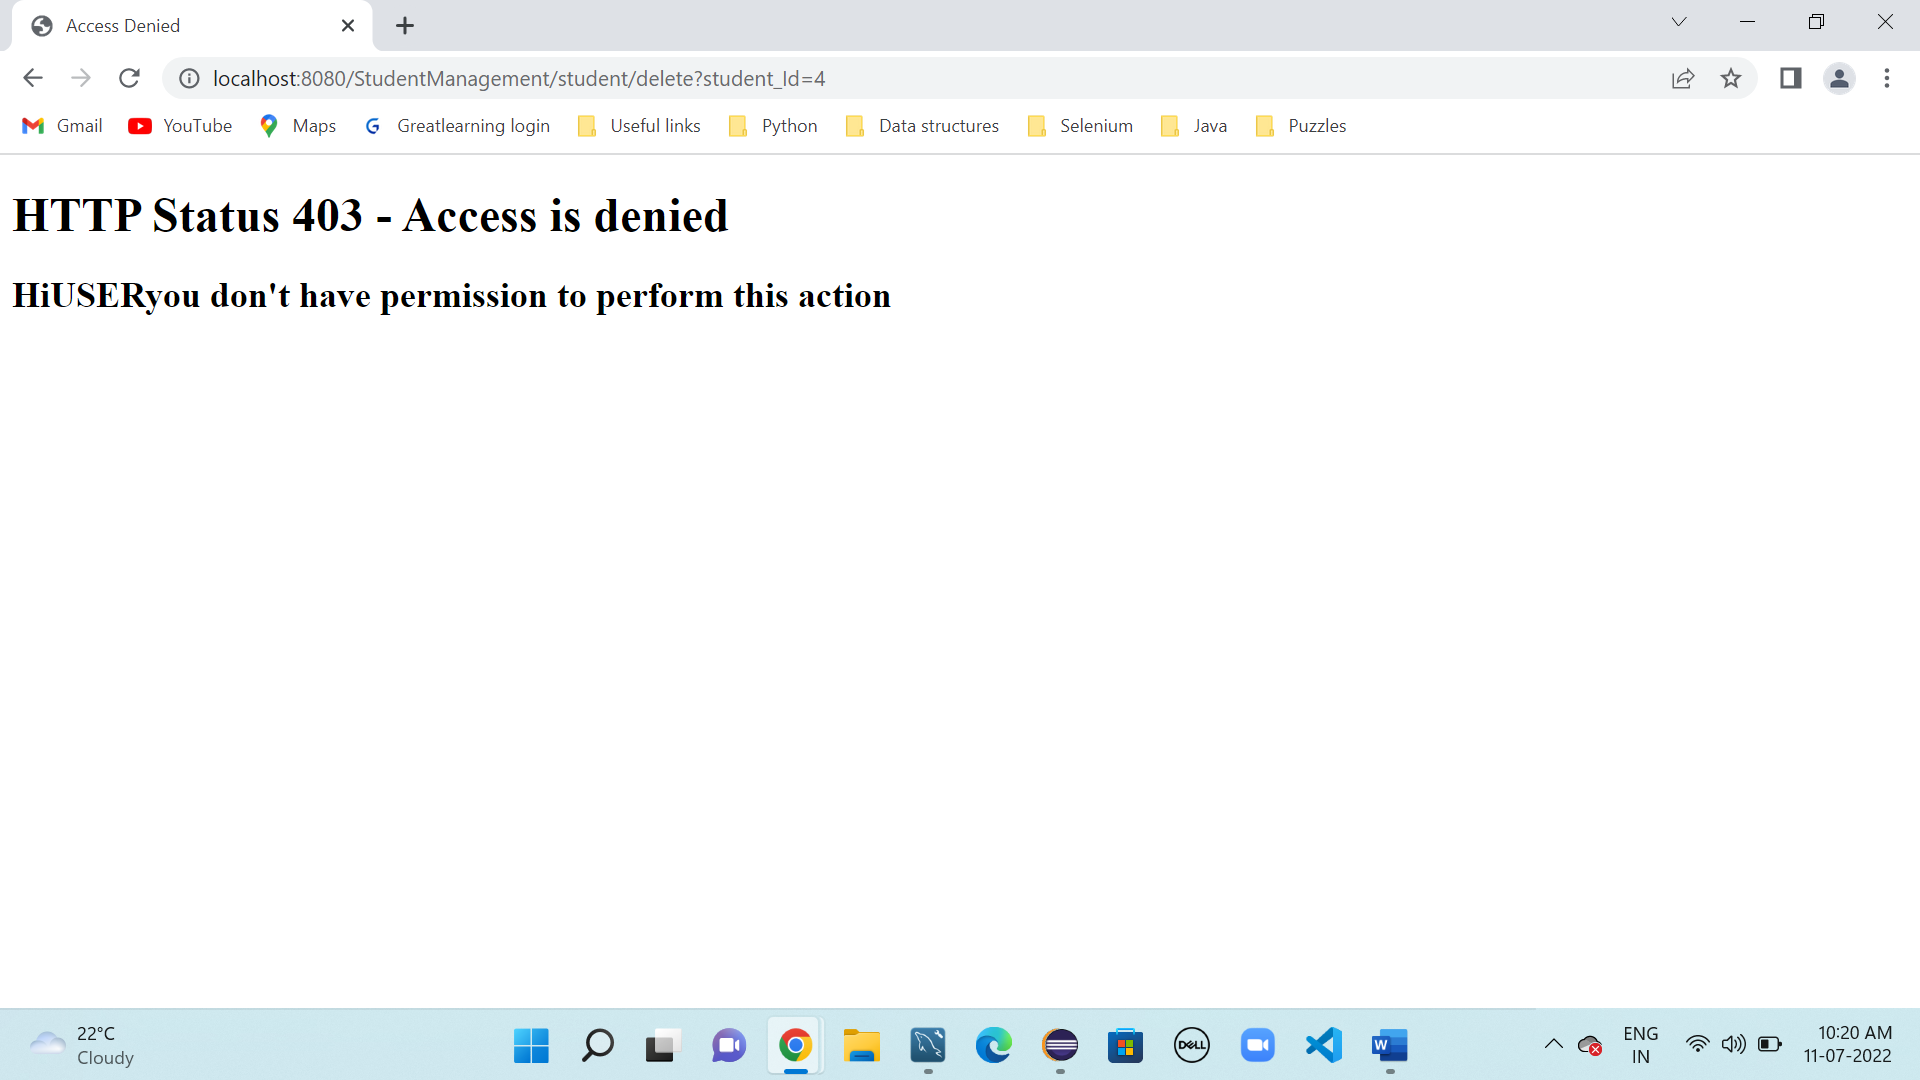 Access Denied
localhost:8080/StudentManagement/student/delete?student_Id=4
Gmail YouTube Maps Greatlearning login Useful links Python Data structures Selenium Java Puzzles
HTTP Status 403 - Access is denied
HiUSERyou don't have permission to perform this action
22°C
Cloudy
DELL
W
ENG
IN
10:20 AM
11-07-2022